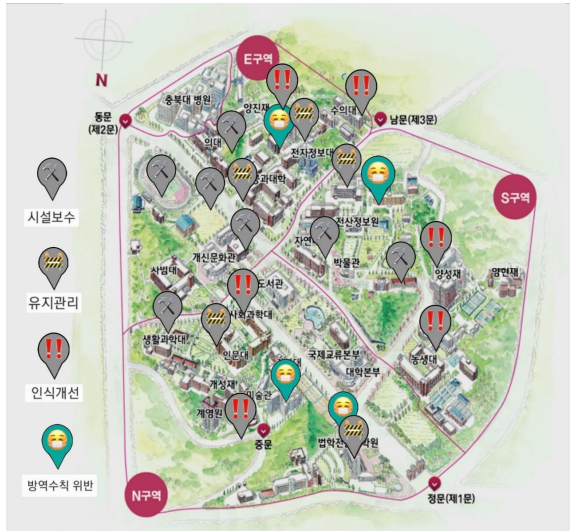 N
E구역
충북대 병원
양진재
수의대
동문
(제2문)
남문(제3문)
의대
전자정보대
공과대학
S구역
시설보수
전산정보원
자연
개신문화관
박물관
양성재
양현재
사범대
유지관리
도서관
사회과학대
생활과학대
인문대
국제교류본부
농생대
인식개선
개성재
대학본부
미술관
계영원
중문
법학전
학원
방역수칙 위반
N구역
정문(제1문)